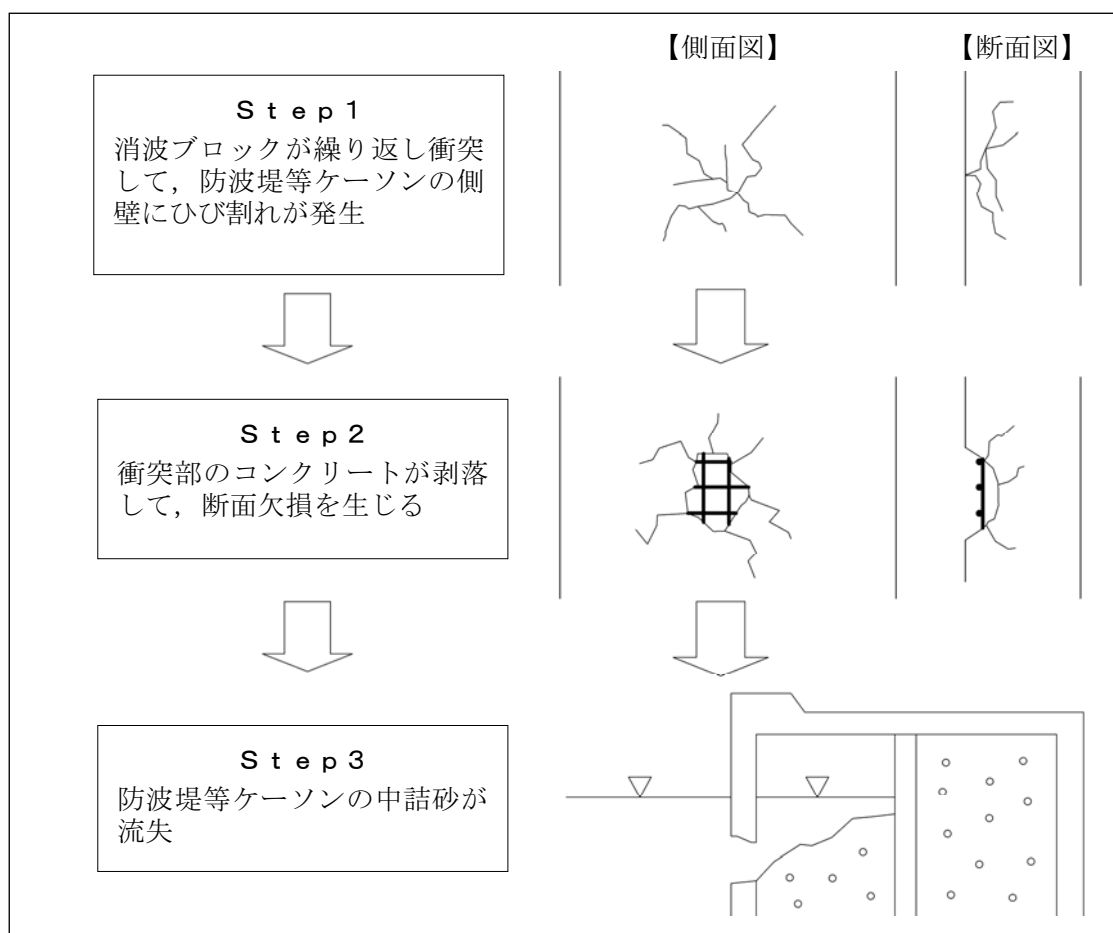 【側面図】 【断面図】
Step1
消波ブロックが繰り返し衝突
して，防波堤等ケーソンの側
壁にひび割れが発生
Step2
衝突部のコンクリートが剥落
して，断面欠損を生じる
Step3
防波堤等ケーソンの中詰砂が
流失